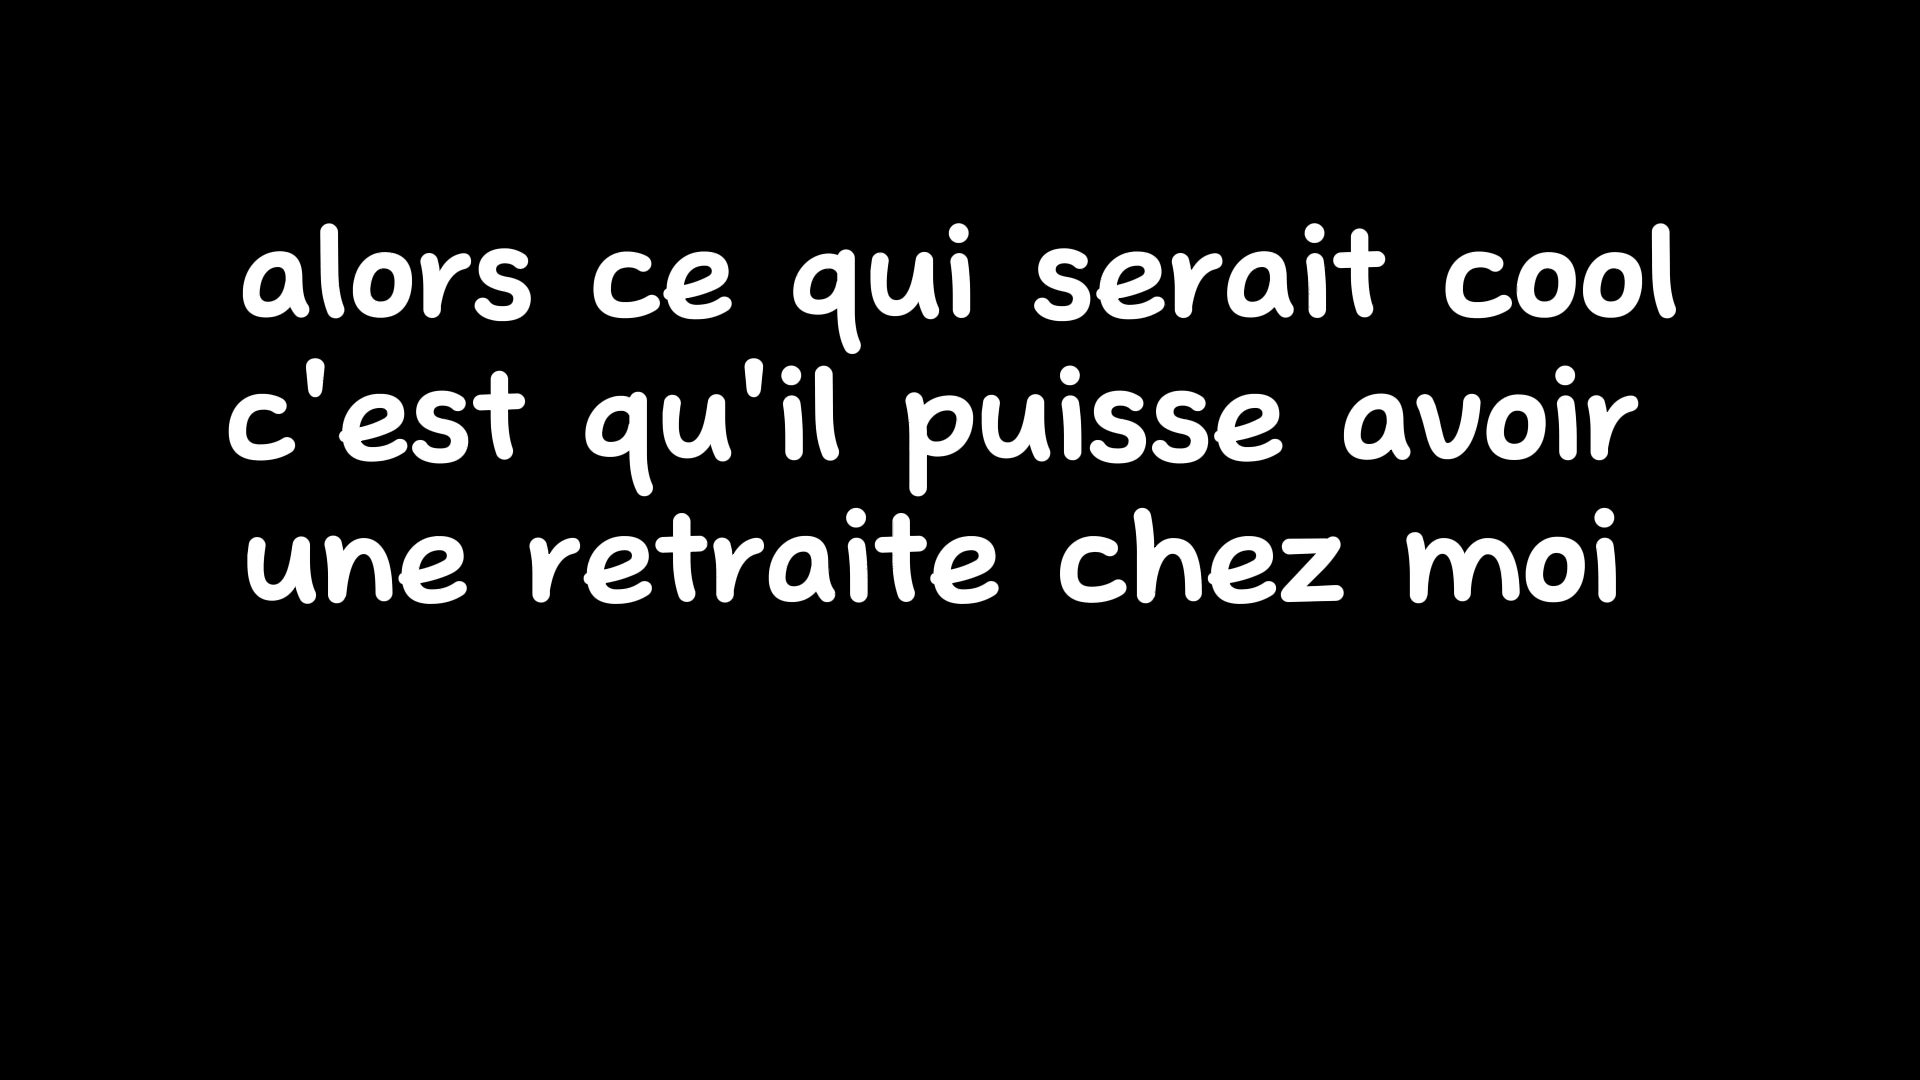 alors ce qui serait cool
c'est qu'il puisse avoir
une retraite chez moi